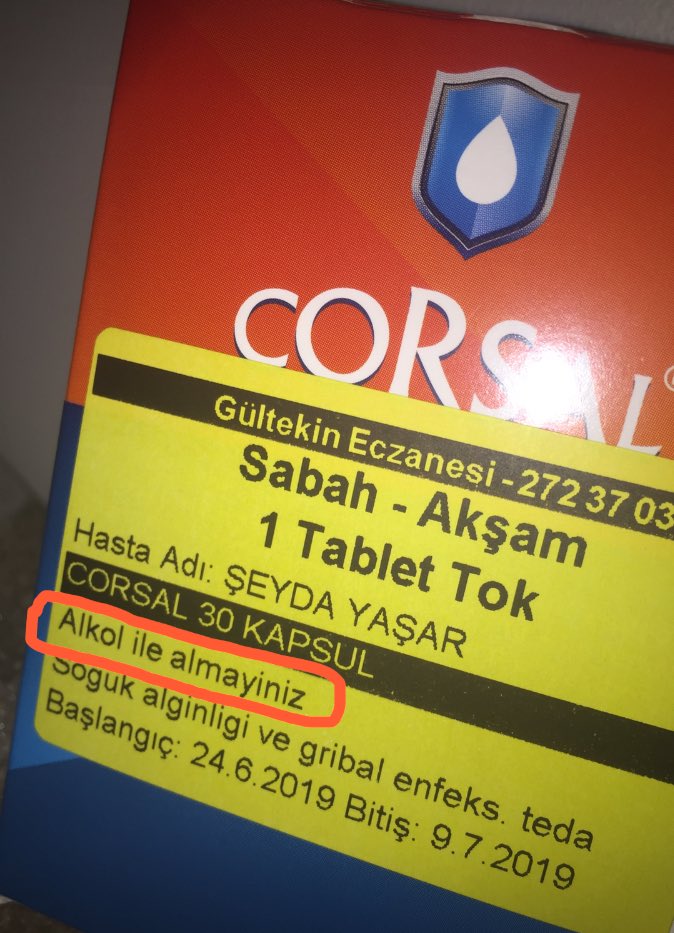 CORSAL
Gültekin Eczanesi - 272 37 03
Sabah - Akşam
1 Tablet Tok
Hasta Adı: ŞEYDA YAŞAR
CORSAL 30 KAPSUL
Alkol ile almayiniz
Soguk alginligi ve gribal enfeks. teda
Başlangıç: 24.6.2019 Bitiş: 9.7.2019